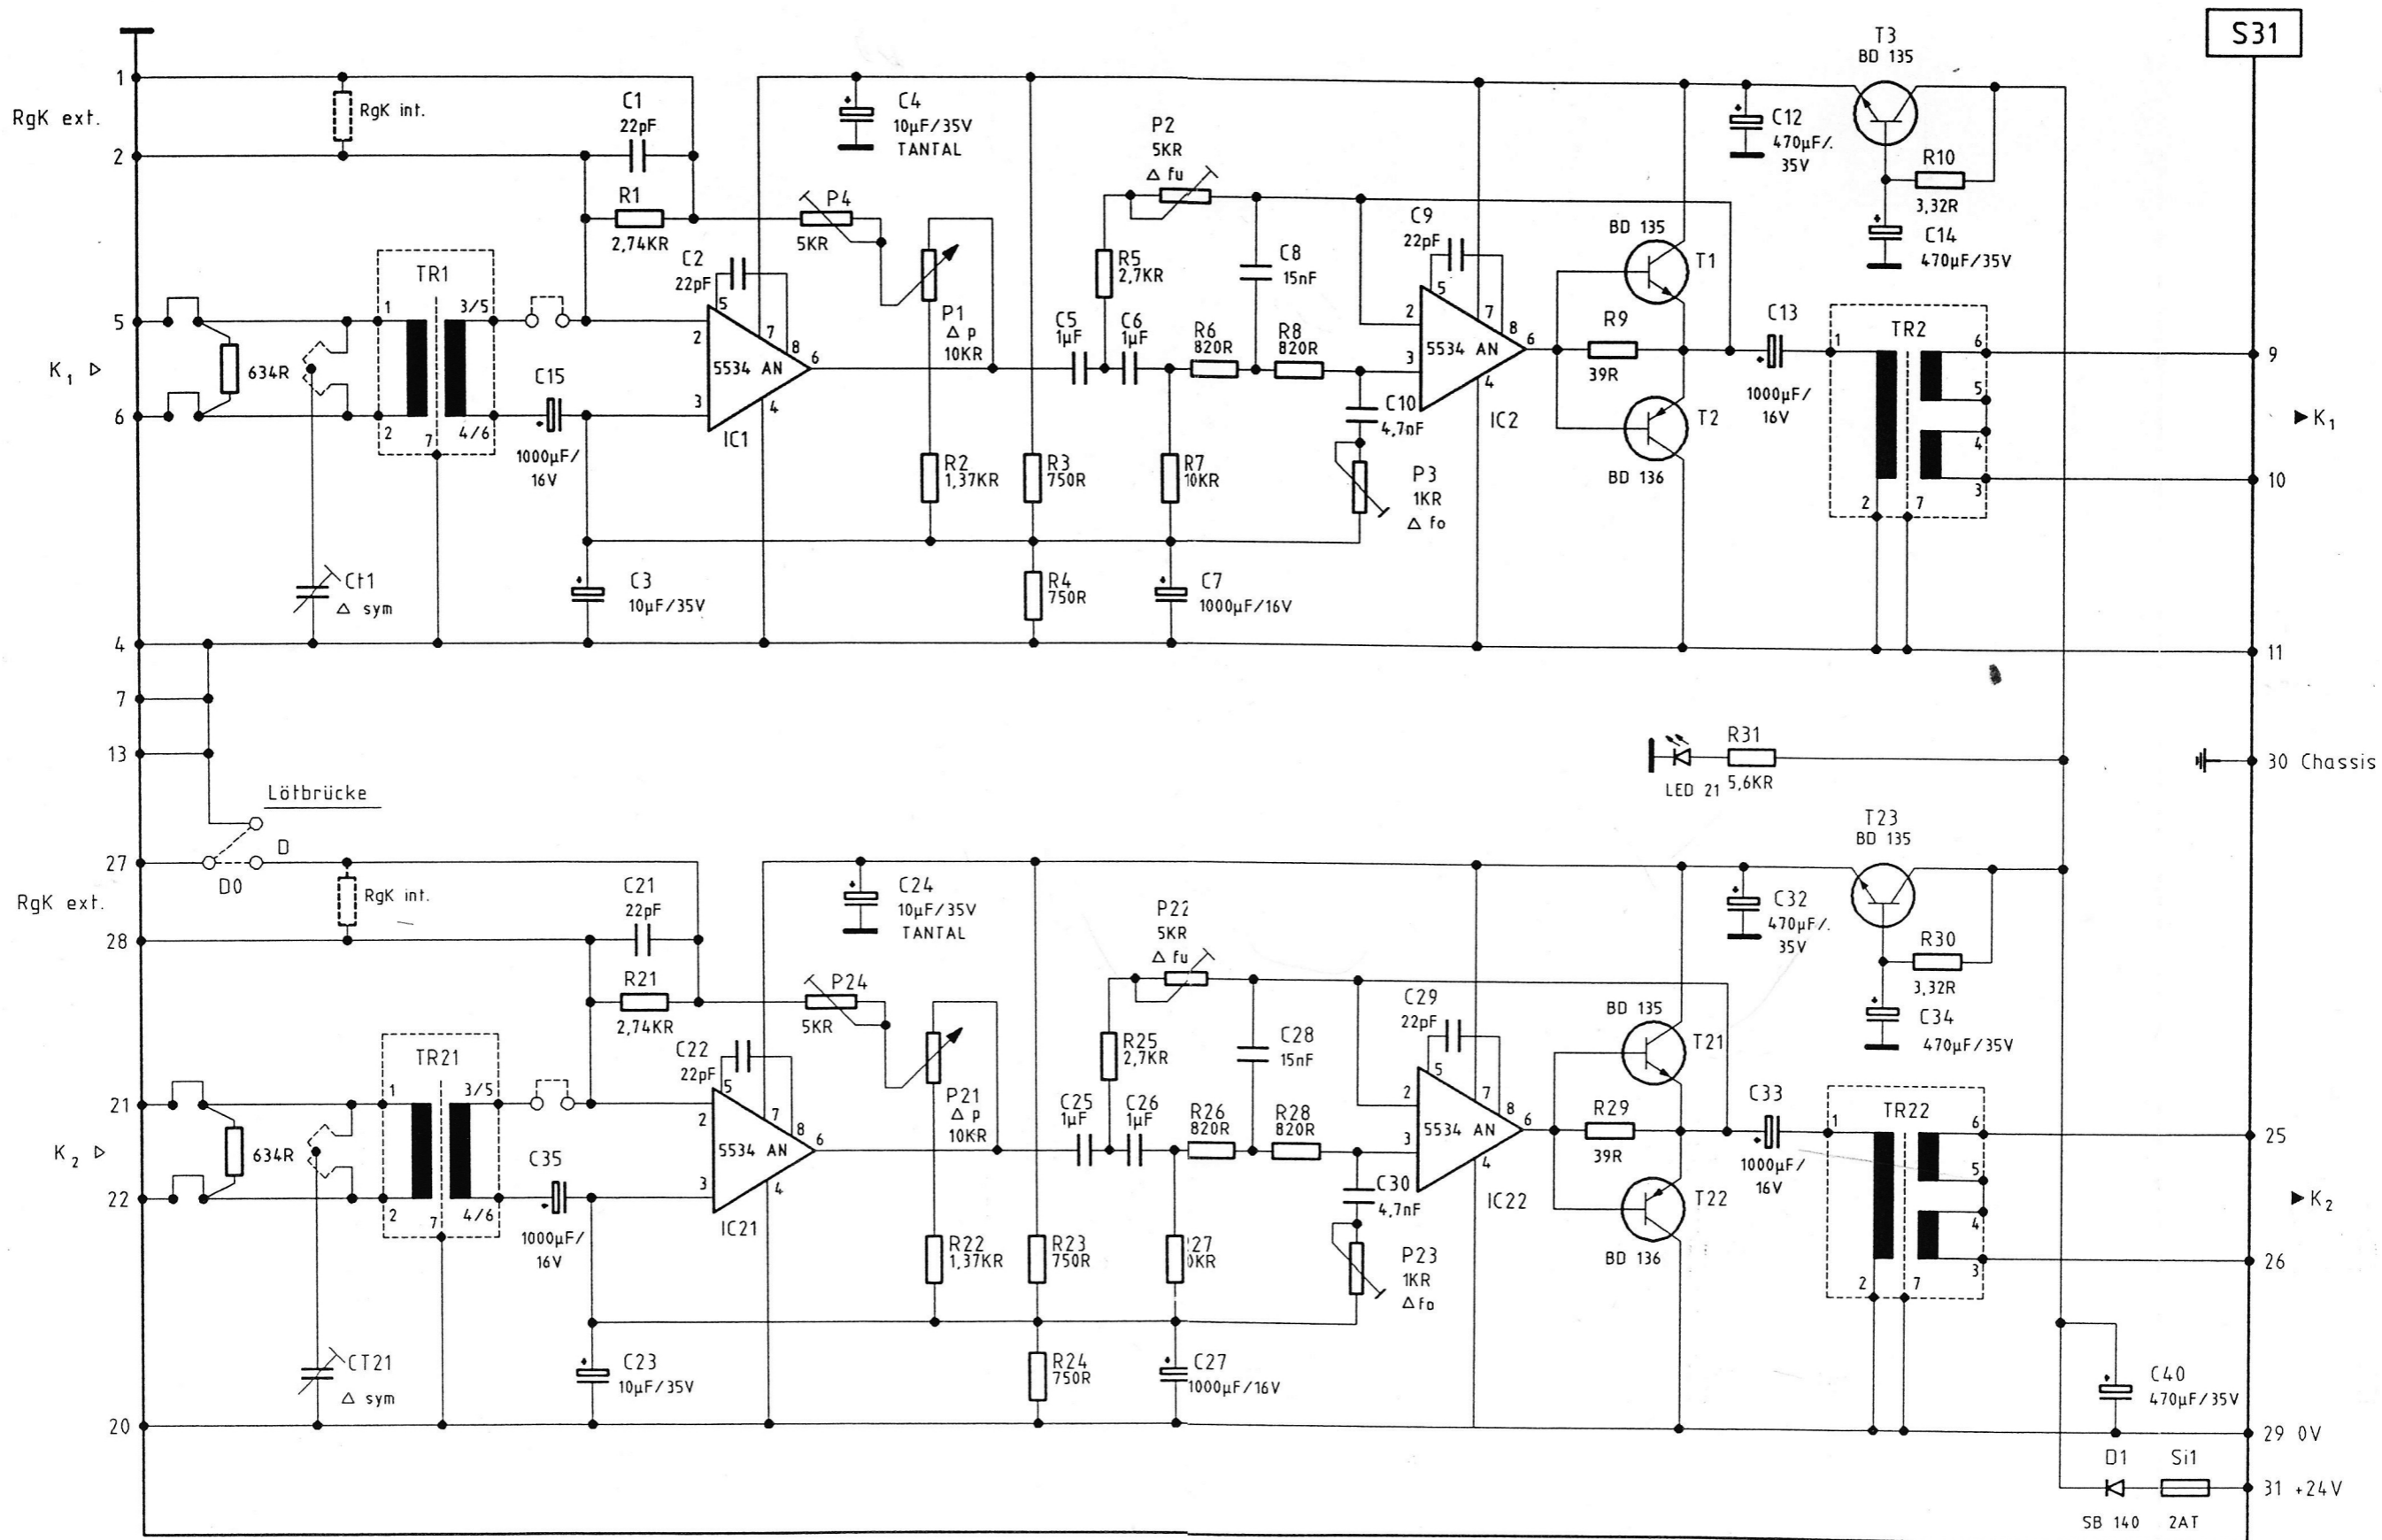 S31
T3
BD 135
1
RgK ext.
RgK int.
2
C1
22pF
C4
10µF/35V
TANTAL
P2
5KR
Δ fu
C12
470µF/.
35V
R10
3,32R
C14
470µF/35V
R1
2,74KR
P4
5KR
C2
22pF
R5
2,7KR
C8
15nF
C9
22pF
BD 135
T1
TR1
1
3/5
5
K1
634R
6
2
7
4/6
C15
1000µF/
16V
5
2
7
8
5534 AN
6
3
4
IC1
P1
Δ p
10KR
C5
1µF
C6
1µF
R6
820R
R8
820R
5
2
7
8
5534 AN
6
3
4
IC2
R9
39R
C13
1000µF/
16V
T2
BD 136
TR2
1
6
5
4
3
2
7
9
K1
10
C10
4,7nF
P3
1KR
Δ fo
R2
1,37KR
R3
750R
R7
10KR
Ct1
Δ sym
C3
10µF/35V
R4
750R
C7
1000µF/16V
4
11
7
13
Lötbrücke
D
D0
LED 21
R31
5,6KR
30 Chassis
T23
BD 135
27
RgK ext.
RgK int.
28
C21
22pF
C24
10µF/35V
TANTAL
P22
5KR
Δ fu
C32
470µF/.
35V
R30
3,32R
C34
470µF/35V
R21
2,74KR
P24
5KR
C22
22pF
R25
2,7KR
C28
15nF
C29
22pF
BD 135
T21
TR21
1
3/5
21
K2
634R
22
2
7
4/6
C35
1000µF/
16V
5
2
7
8
5534 AN
6
3
4
IC21
P21
Δ p
10KR
C25
1µF
C26
1µF
R26
820R
R28
820R
5
2
7
8
5534 AN
6
3
4
IC22
R29
39R
C33
1000µF/
16V
T22
BD 136
TR22
1
6
5
4
3
2
7
25
K2
26
C30
4,7nF
P23
1KR
Δ fo
R22
1,37KR
R23
750R
27
0KR
CT21
Δ sym
C23
10µF/35V
R24
750R
C27
1000µF/16V
C40
470µF/35V
20
29 0V
D1
SB 140
Si1
2AT
31 +24V